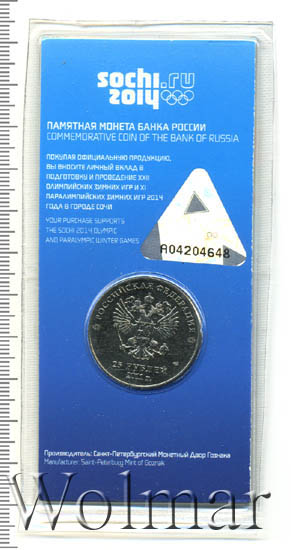 sochi.ru
2014
ПАМЯТНАЯ МОНЕТА БАНКА РОССИИ
COMMEMORATIVE COIN OF THE BANK OF RUSSIA
ПОКУПАЯ ОФИЦИАЛЬНУЮ ПРОДУКЦИЮ,
ВЫ ВНОСИТЕ ЛИЧНЫЙ ВКЛАД В
ПОДГОТОВКУ И ПРОВЕДЕНИЕ XXII
ОЛИМПИЙСКИХ ЗИМНИХ ИГР И XI
ПАРАЛИМПИЙСКИХ ЗИМНИХ ИГР 2014
ГОДА В ГОРОДЕ СОЧИ
YOUR PURCHASE SUPPORTS
THE SOCHI 2014 OLYMPIC
AND PARALYMPIC WINTER GAMES
A04204648
РОССИЙСКАЯ ФЕДЕРАЦИЯ
25 РУБЛЕЙ
Производитель: Санкт-Петербургский Монетный Двор Гознака
Manufacturer: Saint-Peterburg Mint of Goznak
Wolmar